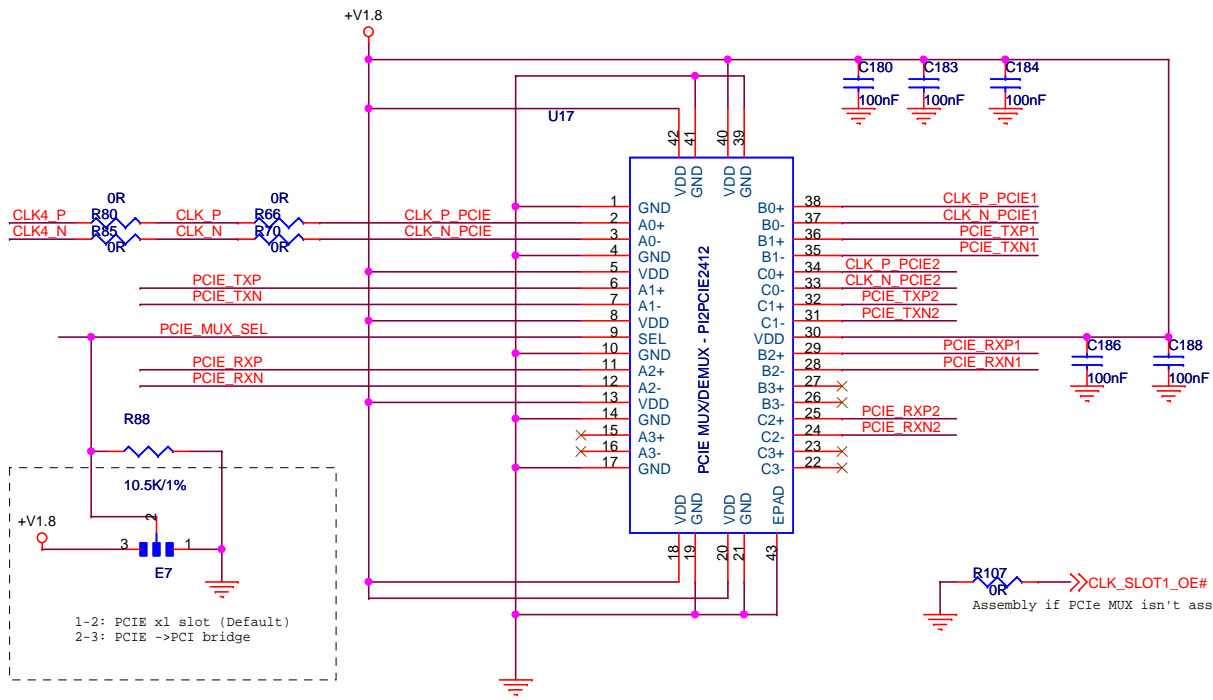 +V1.8
C180
C183
C184
100nF
100nF
100nF
U17
42
41
40
39
VDD
GND
VDD
GND
0R
0R
CLK4_P
R80
CLK_P
R66
CLK_P_PCIE
CLK4_N
R85
CLK_N
R70
CLK_N_PCIE
0R
0R
1
GND
2
A0+
3
A0-
4
GND
5
VDD
PCIE_TXP
6
A1+
PCIE_TXN
7
A1-
8
VDD
PCIE_MUX_SEL
9
SEL
10
GND
PCIE_RXP
11
A2+
PCIE_RXN
12
A2-
13
VDD
14
GND
15
A3+
16
A3-
17
GND
PCIE MUX/DEMUX - PI2PCIE2412
B0+
38
CLK_P_PCIE1
B0-
37
CLK_N_PCIE1
B1+
36
PCIE_TXP1
B1-
35
PCIE_TXN1
C0+
34
CLK_P_PCIE2
C0-
33
CLK_N_PCIE2
C1+
32
PCIE_TXP2
C1-
31
PCIE_TXN2
VDD
30
B2+
29
PCIE_RXP1
B2-
28
PCIE_RXN1
B3+
27
B3-
26
C2+
25
PCIE_RXP2
C2-
24
PCIE_RXN2
C3+
23
C3-
22
C186
C188
100nF
100nF
VDD
GND
VDD
GND
EPAD
18
19
20
21
43
R88
10.5K/1%
+V1.8
2
3
1
E7
1-2: PCIE x1 slot (Default)
2-3: PCIE ->PCI bridge
R107
0R
CLK_SLOT1_OE#
Assembly if PCIe MUX isn't ass